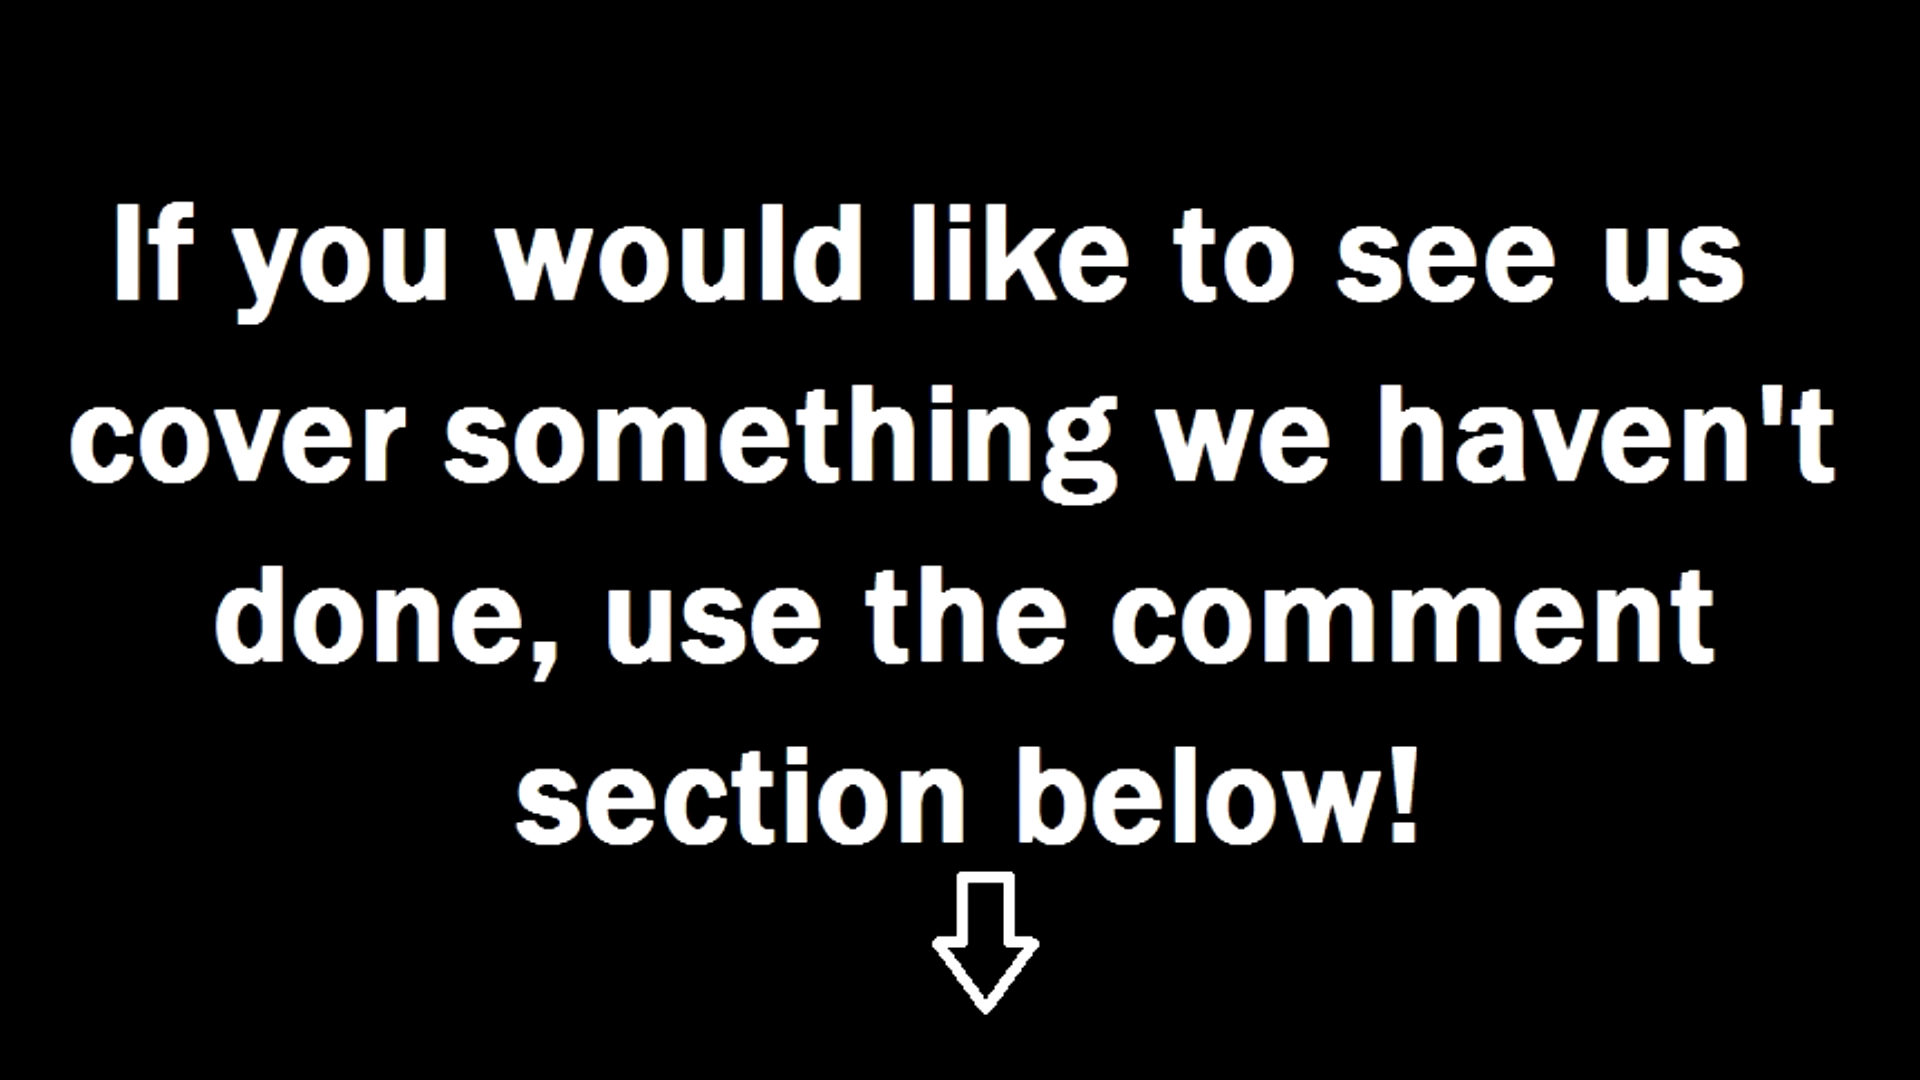 If you would like to see us
cover something we haven't
done, use the comment
section below!